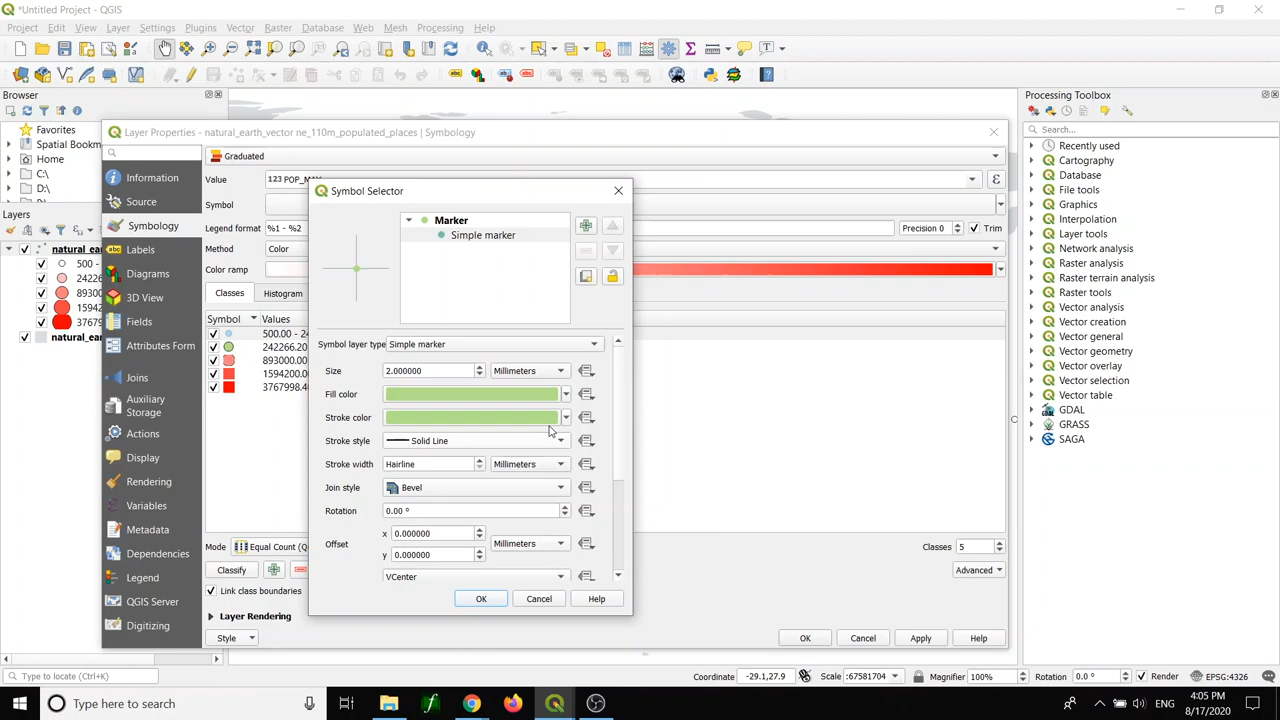 *Untitled Project - QGIS
Project Edit View Layer Settings Plugins Vector Raster Database Web Mesh Processing Help
Browser
Favorites
Spatial Bookm
Home
C:\
D:\
Layers
natural_ea
500 -
24226
89300
15942
37679
natural_ea
Layer Properties - natural_earth_vector ne_110m_populated_places | Symbology
Information
Source
Symbology
Labels
Diagrams
3D View
Fields
Attributes Form
Joins
Auxiliary
Storage
Actions
Display
Rendering
Variables
Metadata
Dependencies
Legend
QGIS Server
Digitizing
Graduated
Value 123 POP_MAX
Symbol
Legend format %1 - %2 Precision 0 Trim
Method Color
Color ramp
Classes Histogram
Symbol Values
500.00 - 24
242266.20
893000.00
1594200.0
3767998.4
Mode Equal Count (Qu Classes 5
Classify Advanced
Link class boundaries
Layer Rendering
Style OK Cancel Apply Help
Symbol Selector
Marker
Simple marker
Symbol layer type Simple marker
Size 2.000000 Millimeters
Fill color
Stroke color
Stroke style Solid Line
Stroke width Hairline Millimeters
Join style Bevel
Rotation 0.00 °
Offset x 0.000000 Millimeters
y 0.000000
VCenter
OK Cancel Help
Processing Toolbox
Search...
Recently used
Cartography
Database
File tools
Graphics
Interpolation
Layer tools
Network analysis
Raster analysis
Raster terrain analysis
Raster tools
Vector analysis
Vector creation
Vector general
Vector geometry
Vector overlay
Vector selection
Vector table
GDAL
GRASS
SAGA
Type to locate (Ctrl+K) Coordinate -29.1,27.9 Scale :67581704 Magnifier 100% Rotation 0.0 ° Render EPSG:4326
Type here to search ENG 4:05 PM
8/17/2020